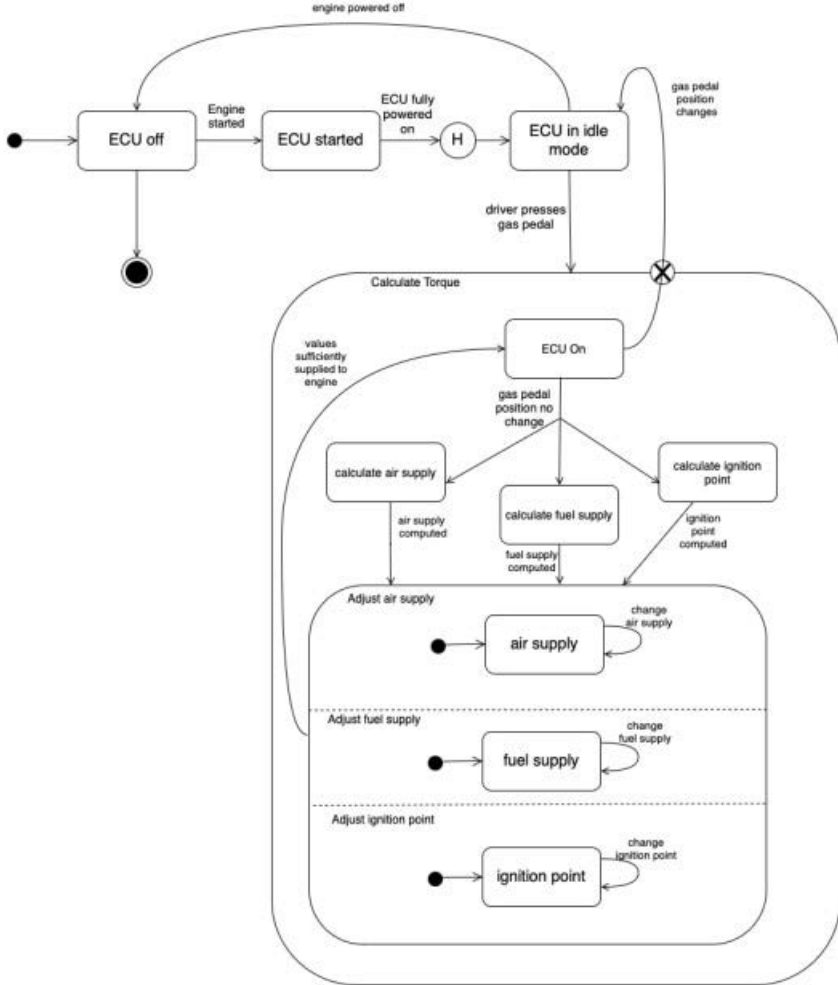 engine powered off
gas pedal
position
changes
Engine
started
ECU fully
powered
on
ECU off
ECU started
H
ECU in idle
mode
driver presses
gas pedal
Calculate Torque
values
sufficiently
supplied to
engine
ECU On
gas pedal
position no
change
calculate air supply
calculate fuel supply
calculate ignition
point
air supply
computed
fuel supply
computed
ignition
point
computed
Adjust air supply
change
air supply
air supply
Adjust fuel supply
change
fuel supply
fuel supply
Adjust ignition point
change
ignition point
ignition point